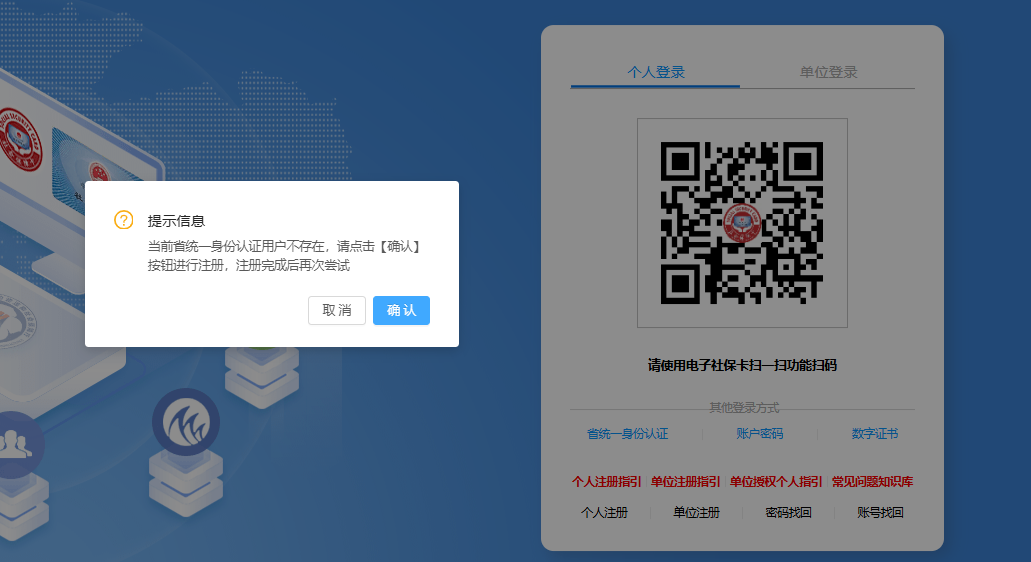 个人登录 单位登录
提示信息
当前省统一身份认证用户不存在，请点击【确认】
按钮进行注册，注册完成后再次尝试
取消 确认
请使用电子社保卡扫一扫功能扫码
其他登录方式
省统一身份认证 账户密码 数字证书
个人注册指引 单位注册指引 单位授权个人指引 常见问题知识库
个人注册 单位注册 密码找回 账号找回